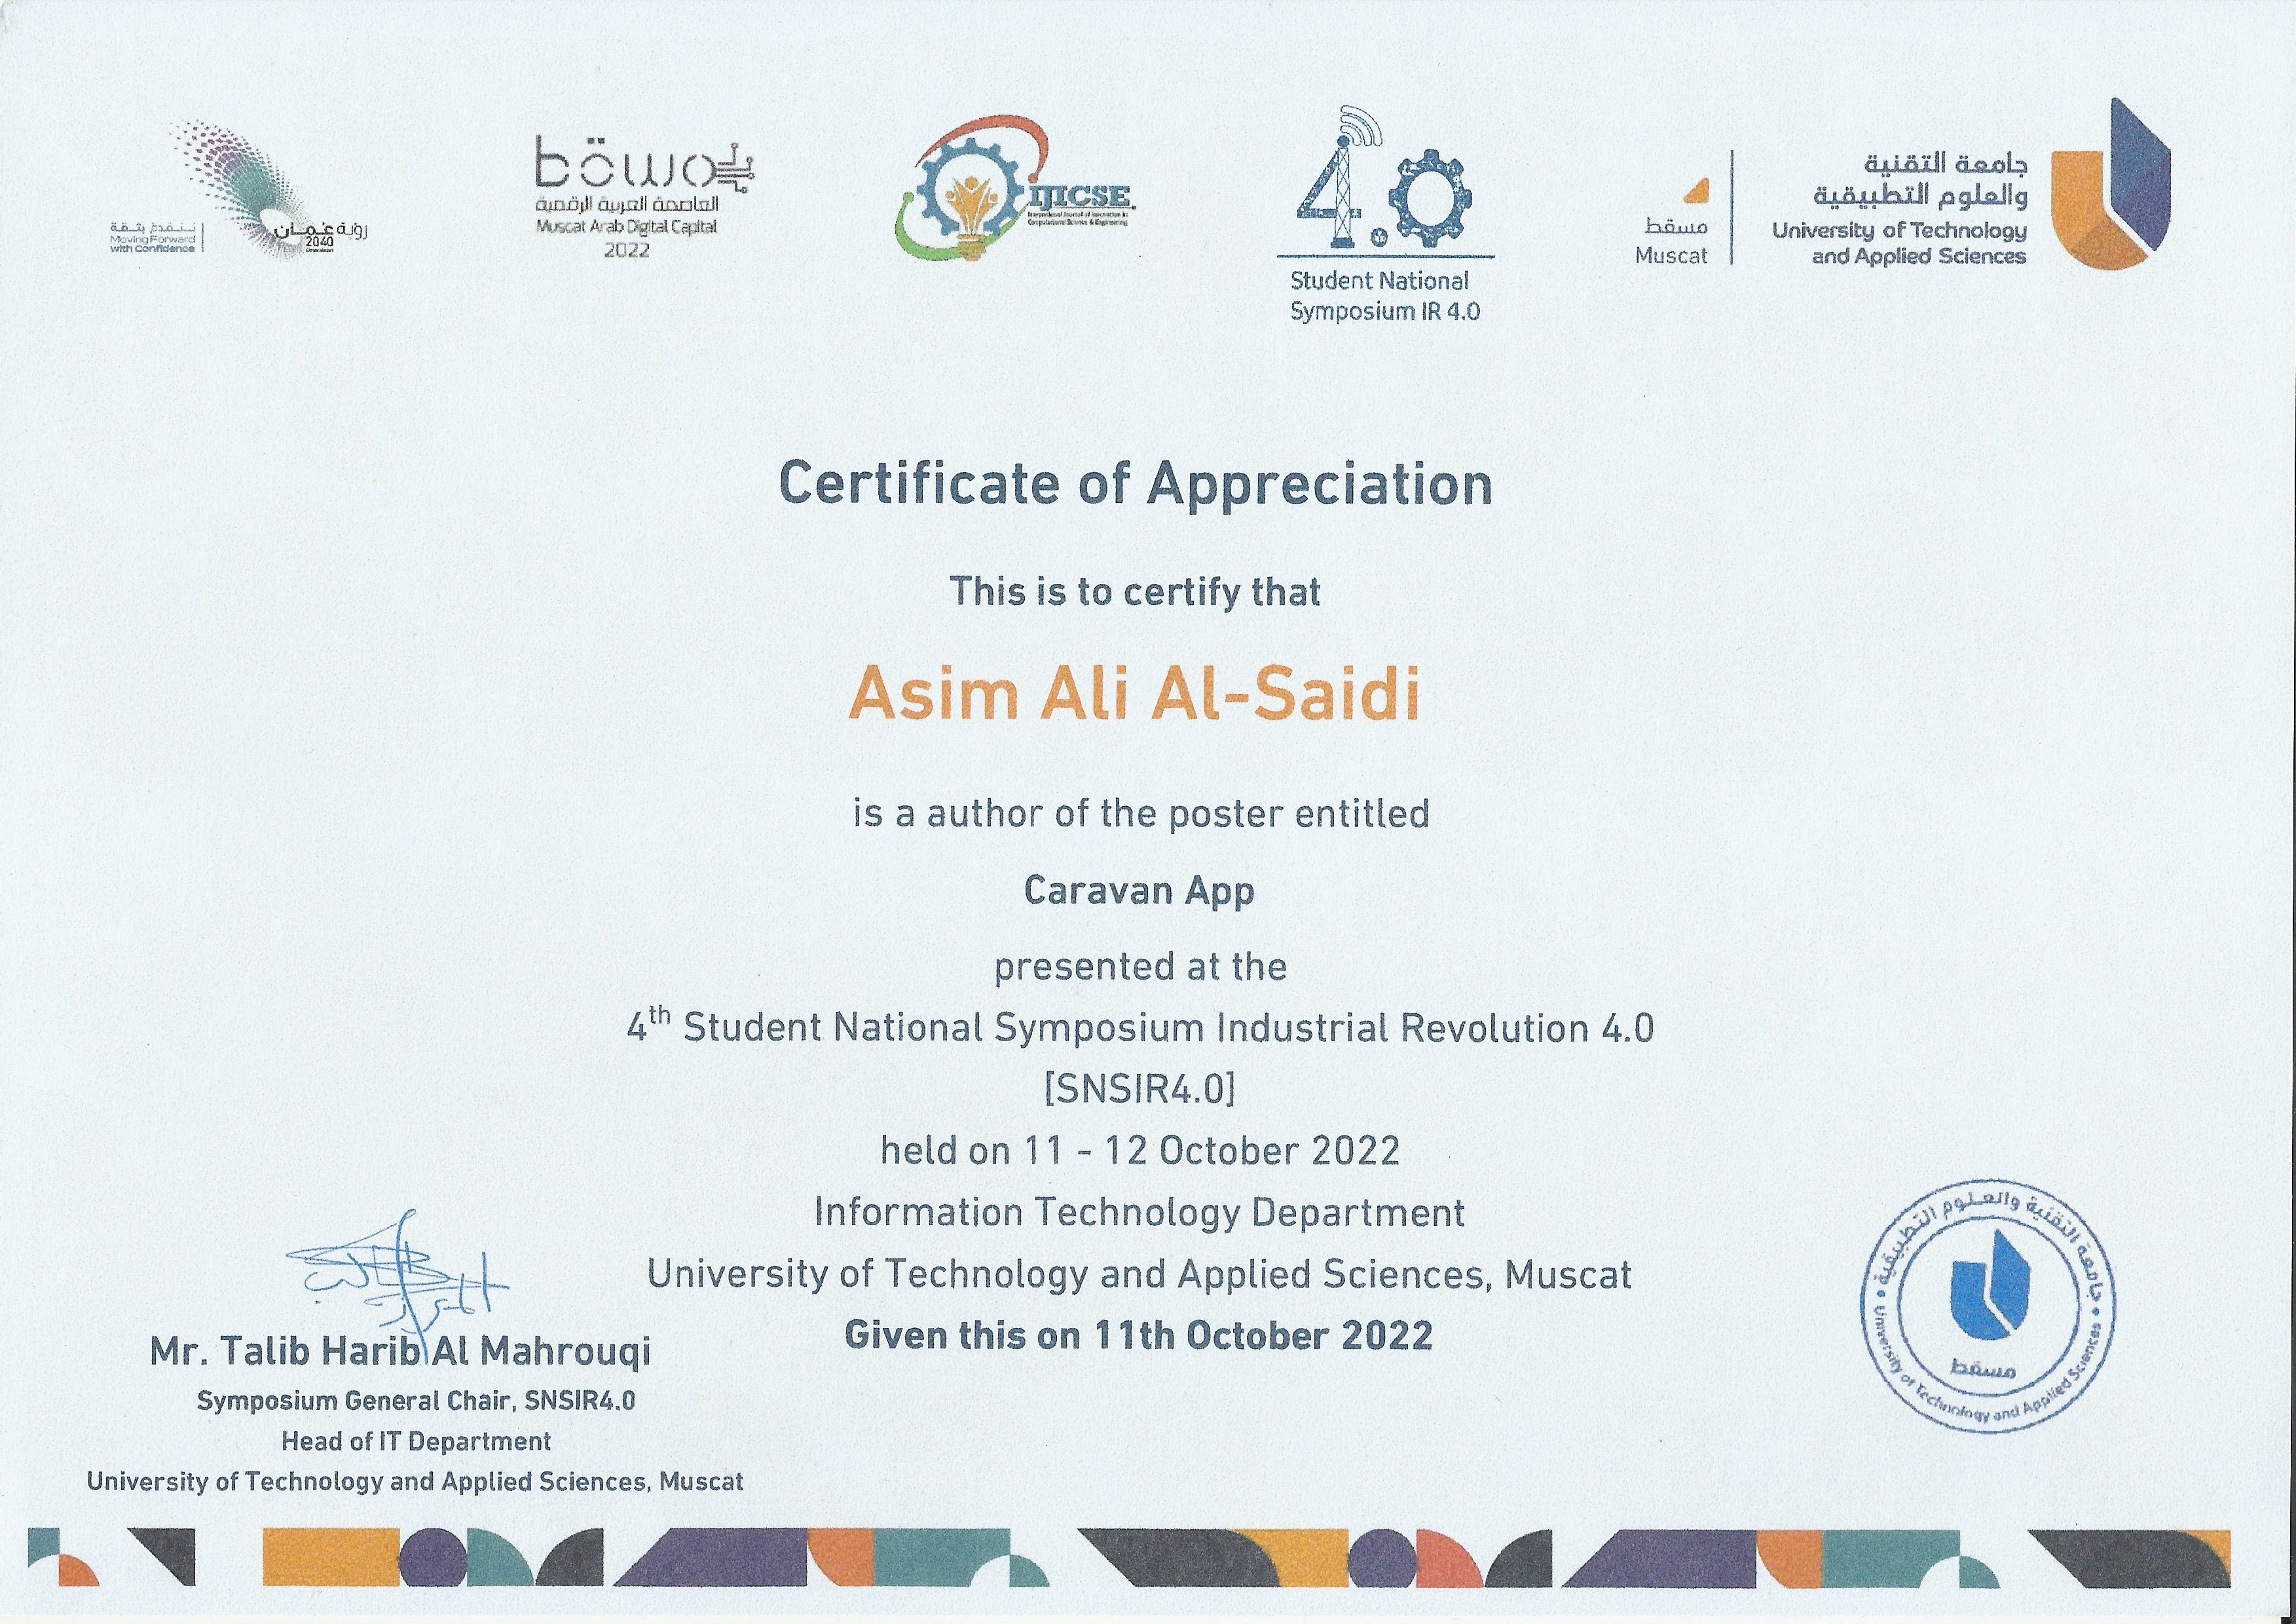 نتقدم بثقة
Moving Forward
with Confidence
رؤية عُمان
2040
مسقط
العاصمة العربية الرقمية
Muscat Arab Digital Capital
2022
IJICSE
International Journal of Innovation in
Computational Science & Engineering
4.0
Student National
Symposium IR 4.0
مسقط
Muscat
جامعة التقنية
والعلوم التطبيقية
University of Technology
and Applied Sciences
Certificate of Appreciation
This is to certify that
Asim Ali Al-Saidi
is a author of the poster entitled
Caravan App
presented at the
4th Student National Symposium Industrial Revolution 4.0
[SNSIR4.0]
held on 11 - 12 October 2022
Information Technology Department
University of Technology and Applied Sciences, Muscat
Given this on 11th October 2022
Mr. Talib Harib Al Mahrouqi
Symposium General Chair, SNSIR4.0
Head of IT Department
University of Technology and Applied Sciences, Muscat
جامعة التقنية والعلوم التطبيقية
مسقط
University of Technology and Applied Sciences